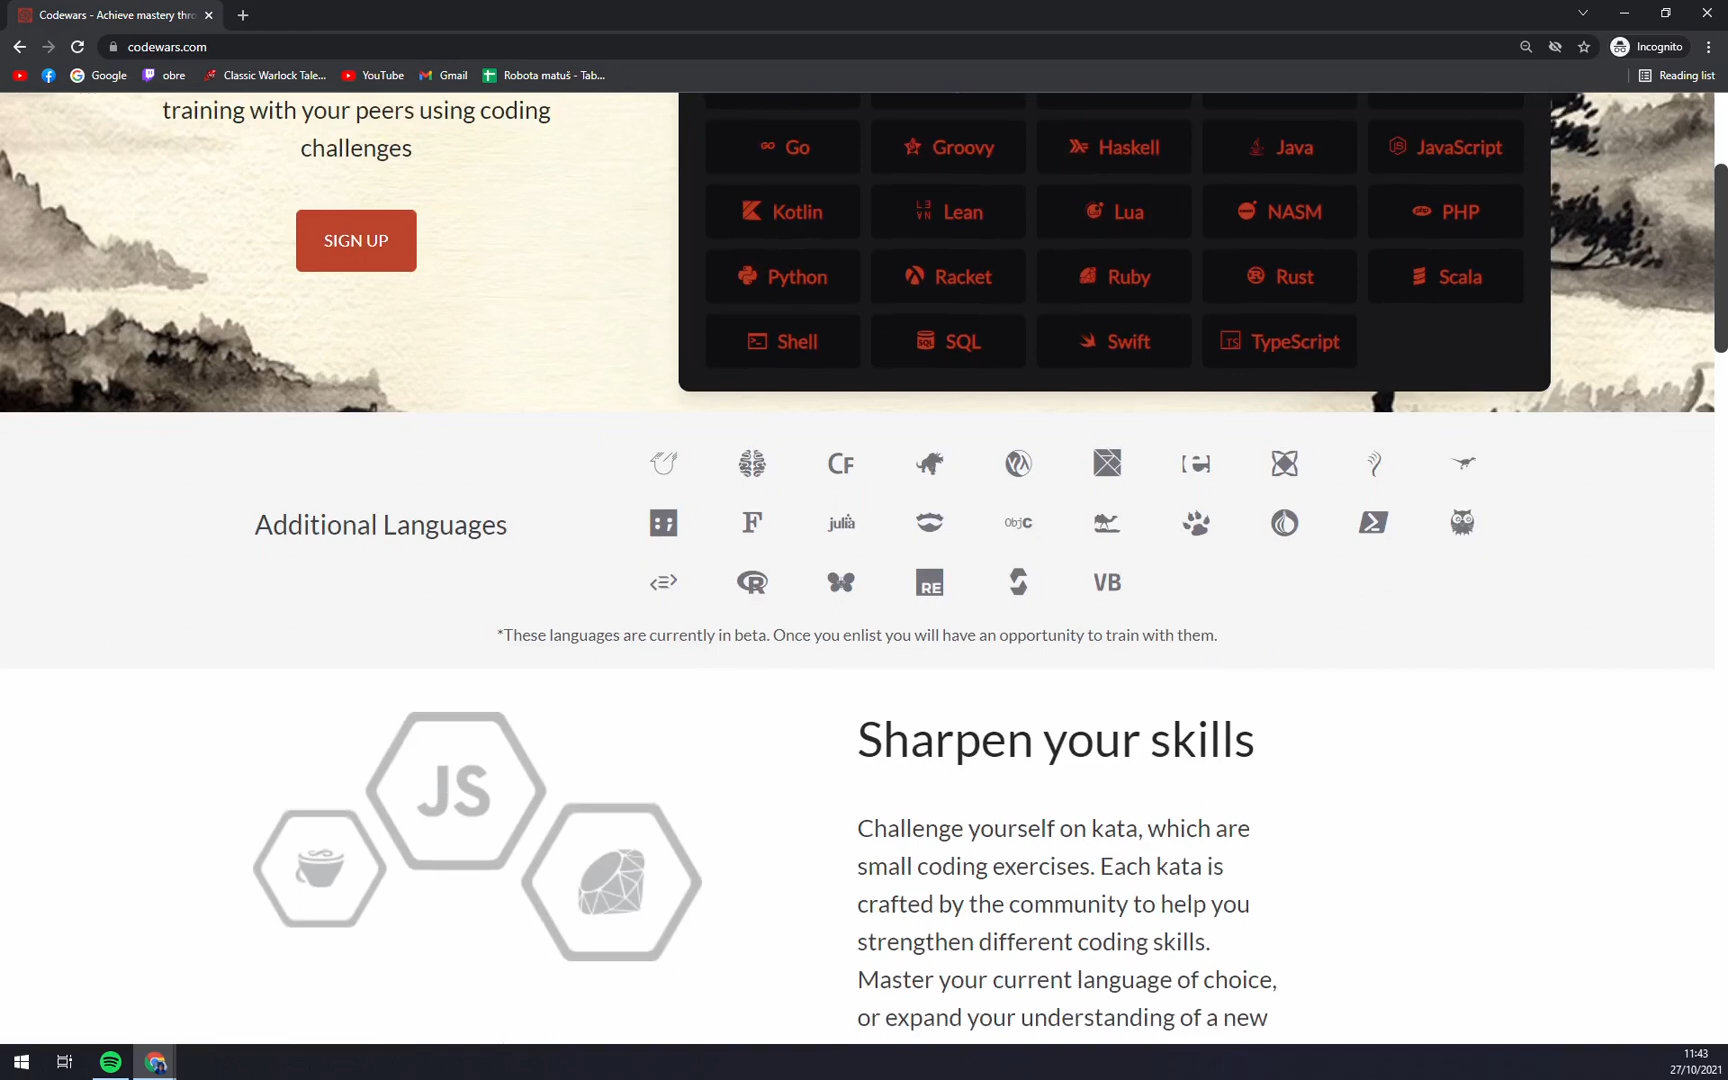 Codewars - Achieve mastery thro
codewars.com
Incognito
Google
obre
Classic Warlock Tale...
YouTube
Gmail
Robota matuš - Tab...
Reading list
training with your peers using coding
challenges
SIGN UP
GO Go
Groovy
Haskell
Java
JS JavaScript
Kotlin
Lean
Lua
NASM
php PHP
Python
Racket
Ruby
Rust
Scala
Shell
SQL SQL
Swift
TS TypeScript
Additional Languages
CF
F
julia
ObjC
R
RE
VB
*These languages are currently in beta. Once you enlist you will have an opportunity to train with them.
JS
Sharpen your skills
Challenge yourself on kata, which are
small coding exercises. Each kata is
crafted by the community to help you
strengthen different coding skills.
Master your current language of choice,
or expand your understanding of a new
11:43
27/10/2021